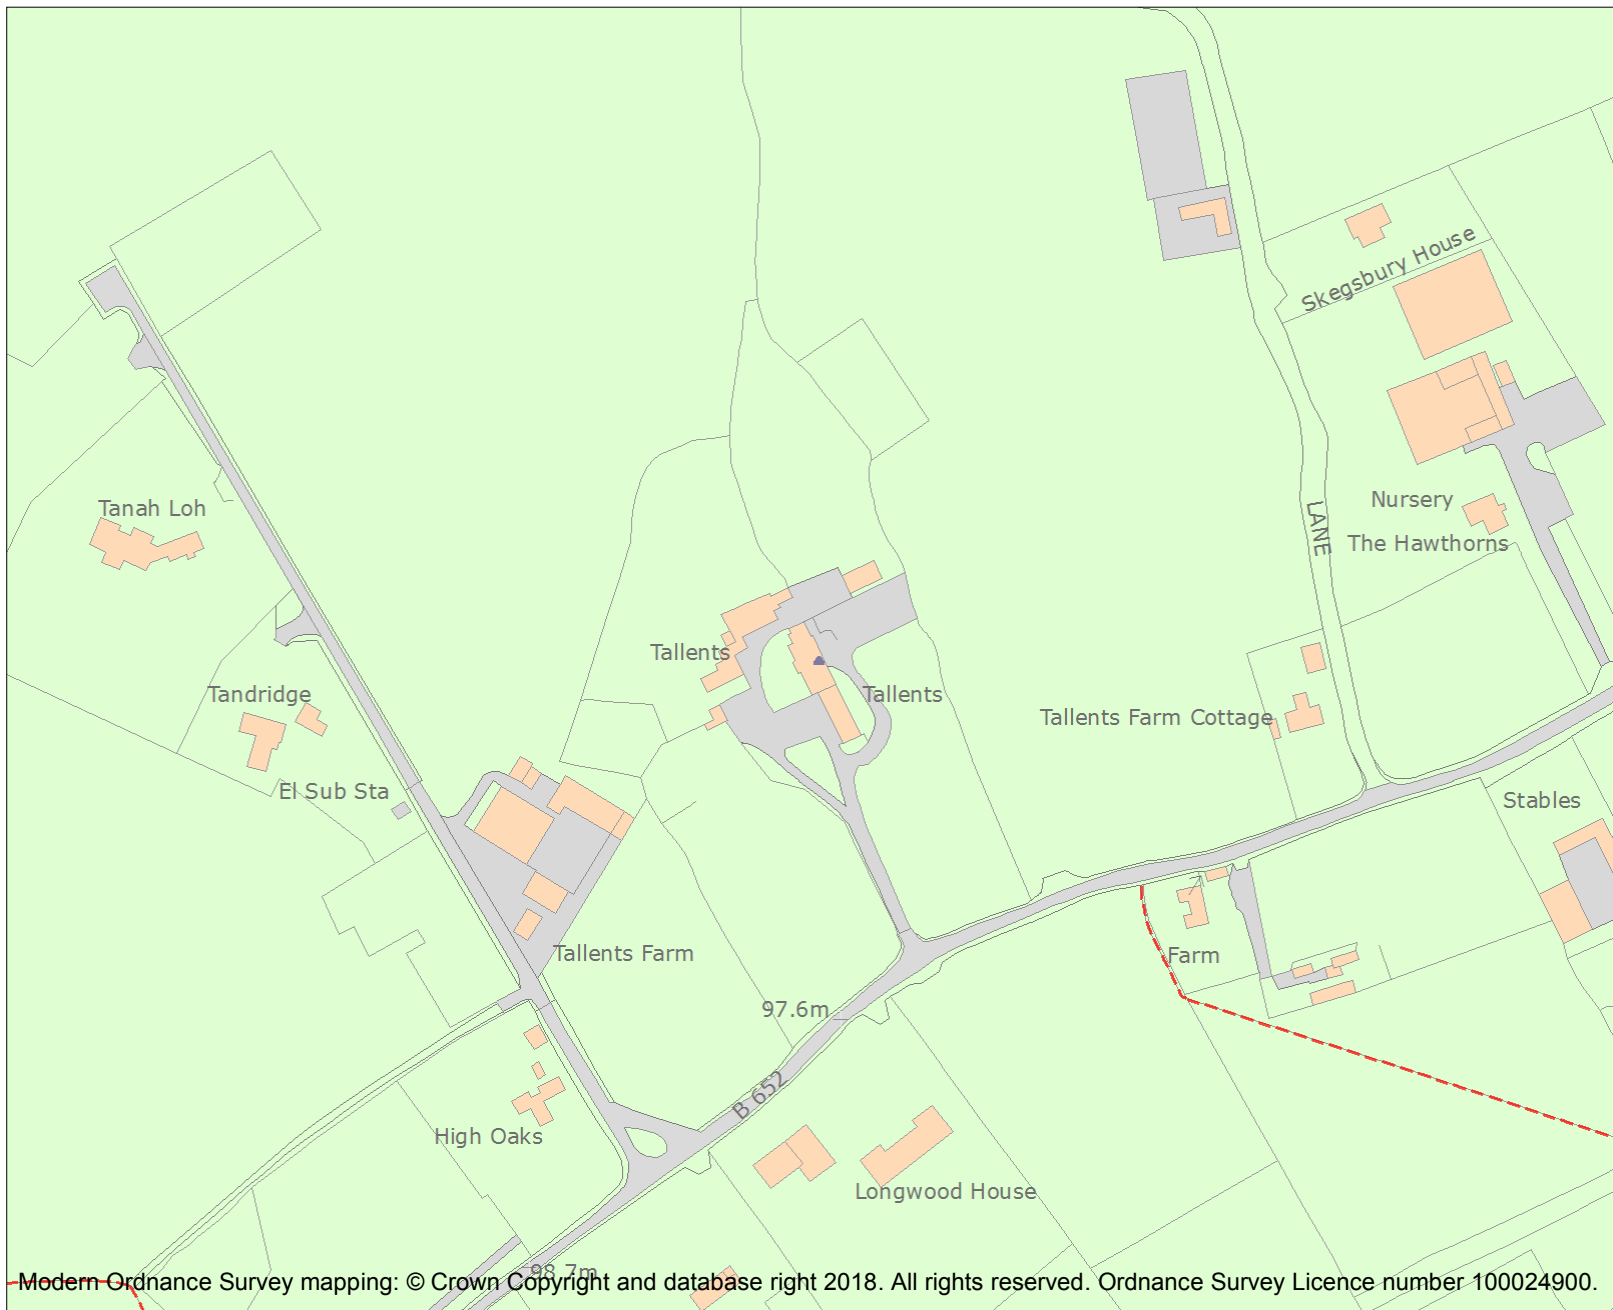 Skegsbury House
Tanah Loh
Nursery
LANE
The Hawthorns
Tallents
Tandridge
Tallents
Tallents Farm Cottage
El Sub Sta
Stables
Tallents Farm
Farm
97.6m
B 652
High Oaks
Longwood House
98.7m
Modern Ordnance Survey mapping: © Crown Copyright and database right 2018. All rights reserved. Ordnance Survey Licence number 100024900.